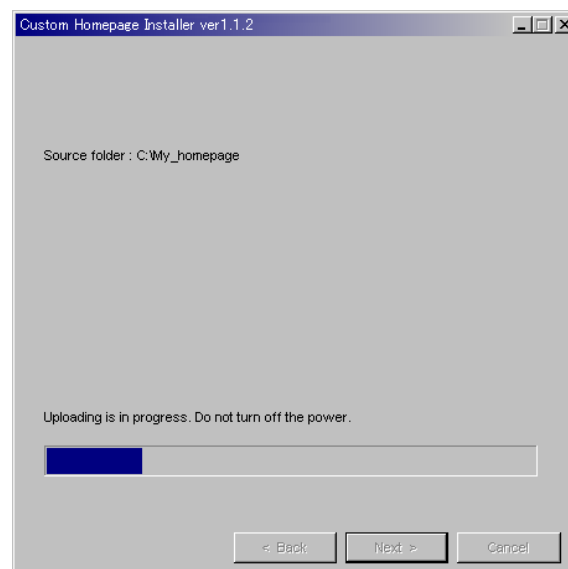 Custom Homepage Installer ver1.1.2
Source folder : C:\My_homepage
Uploading is in progress. Do not turn off the power.
< Back
Next >
Cancel